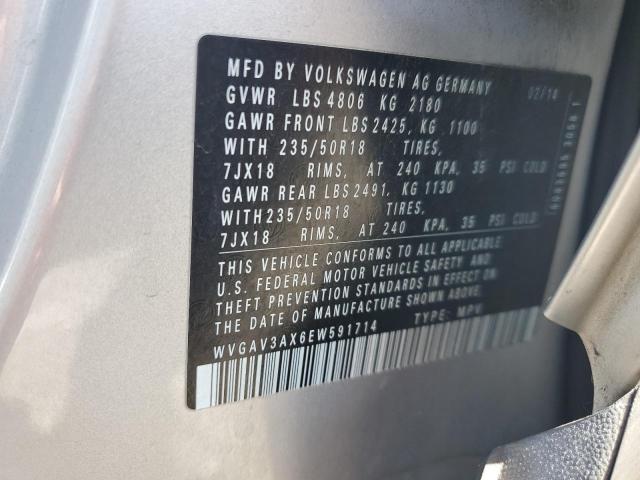 MFD BY VOLKSWAGEN AG GERMANY 02/14
GVWR LBS 4806 KG 2180
GAWR FRONT LBS 2425, KG 1100
WITH 235/50R18 TIRES,
7JX18 RIMS, AT 240 KPA, 35 PSI COLD
GAWR REAR LBS 2491, KG 1130
WITH 235/50R18 TIRES,
7JX18 RIMS, AT 240 KPA, 35 PSI COLD
THIS VEHICLE CONFORMS TO ALL APPLICABLE
U.S. FEDERAL MOTOR VEHICLE SAFETY AND
THEFT PREVENTION STANDARDS IN EFFECT ON
THE DATE OF MANUFACTURE SHOWN ABOVE.
WVGAV3AX6EW591714 TYPE: MPV